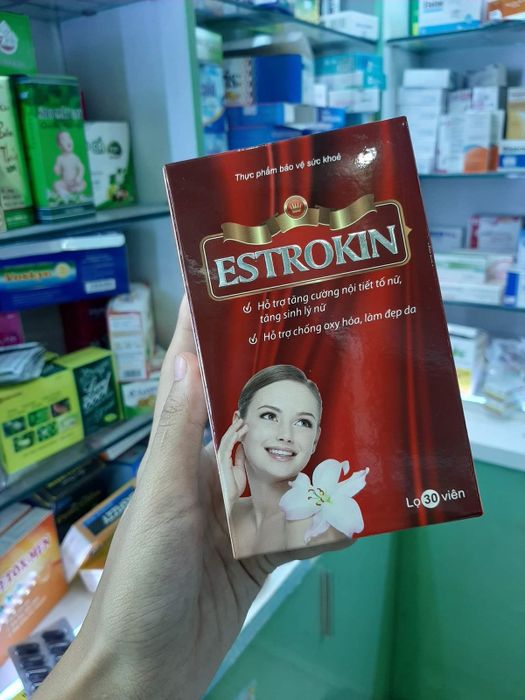 Thực phẩm bảo vệ sức khoẻ
ESTROKIN
Hỗ trợ tăng cường nội tiết tố nữ,
tăng sinh lý nữ
Hỗ trợ chống oxy hóa, làm đẹp da
Lọ 30 viên